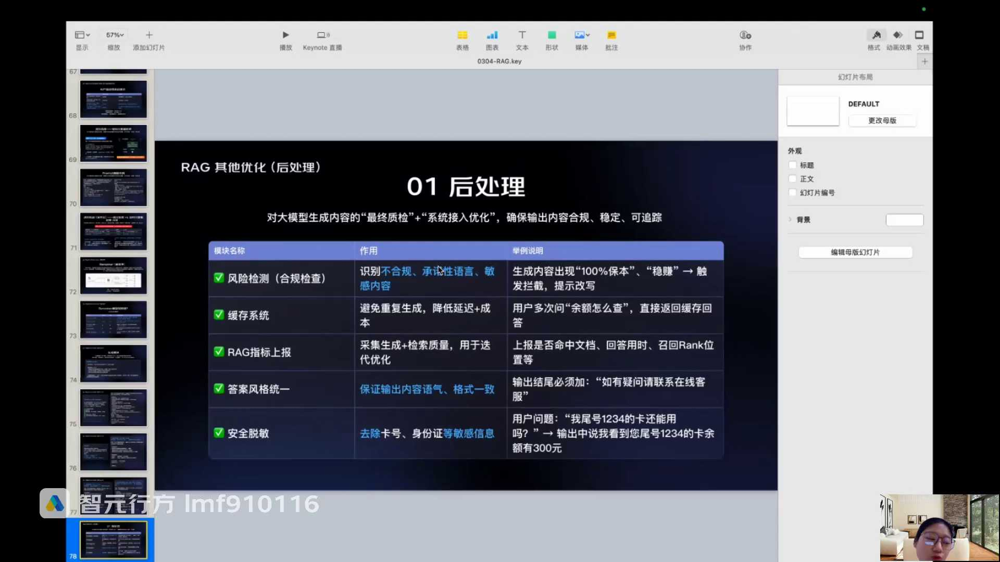 显示
57%
缩放
添加幻灯片
播放
Keynote 直播
表格
图表
文本
形状
媒体
批注
协作
格式
动画效果
文稿
0304-RAG.key
67
68
69
70
71
72
73
74
75
76
77
78
RAG 其他优化（后处理）
01 后处理
对大模型生成内容的“最终质检”+“系统接入优化”，确保输出内容合规、稳定、可追踪
模块名称
作用
举例说明
✅ 风险检测（合规检查）
识别不合规、承诺性语言、敏
感内容
生成内容出现“100%保本”、“稳赚” → 触
发拦截，提示改写
✅ 缓存系统
避免重复生成，降低延迟+成
本
用户多次问“余额怎么查”，直接返回缓存回
答
✅ RAG指标上报
采集生成+检索质量，用于迭
代优化
上报是否命中文档、回答用时、召回Rank位
置等
✅ 答案风格统一
保证输出内容语气、格式一致
输出结尾必须加：“如有疑问请联系在线客
服”
✅ 安全脱敏
去除卡号、身份证等敏感信息
用户问题：“我尾号1234的卡还能用
吗？” → 输出中说我看到您尾号1234的卡余
额有300元
幻灯片布局
DEFAULT
更改母版
外观
标题
正文
幻灯片编号
背景
编辑母版幻灯片
智元行方 lmf910116